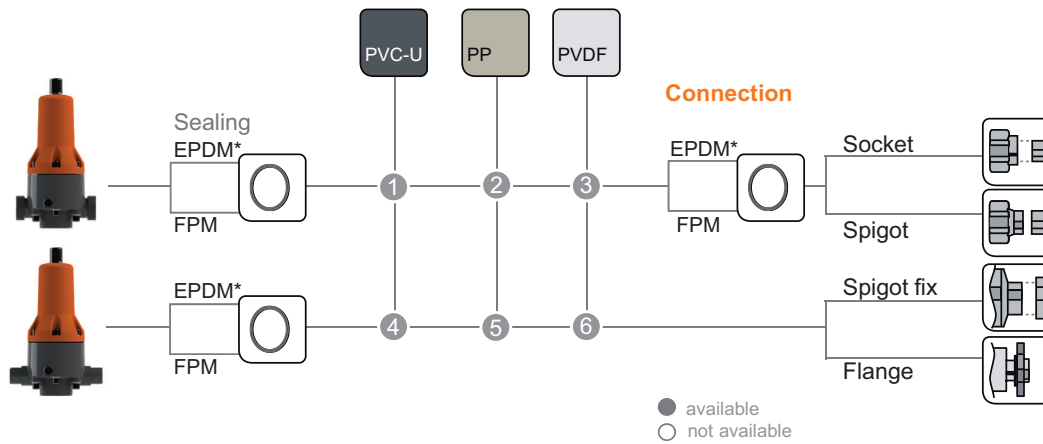 PVC-U
PP
PVDF
Connection
Sealing
EPDM*
FPM
1
2
3
EPDM*
FPM
Socket
Spigot
EPDM*
FPM
4
5
6
Spigot fix
Flange
available
not available